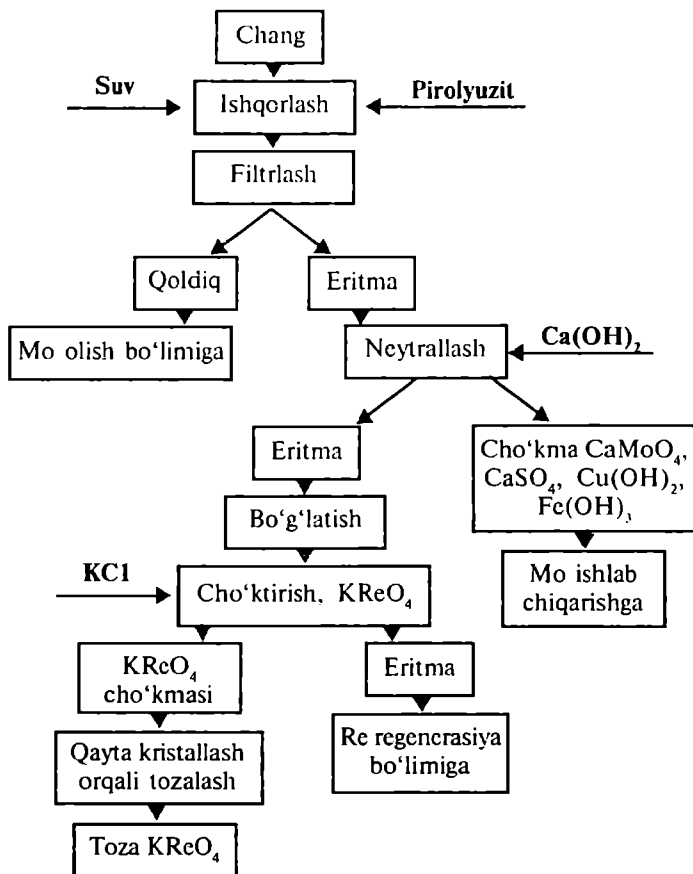 Chang
Suv
Ishqorlash
Pirolyuzit
Filtrlash
Qoldiq
Eritma
Mo olish bo‘limiga
Neytrallash
Ca(OH)₂
Eritma
Cho‘kma CaMoO₄,
CaSO₄, Cu(OH)₂,
Fe(OH)₃
Bo‘g‘latish
KCl
Cho‘ktirish, KReO₄
Mo ishlab
chiqarishga
KReO₄
cho‘kmasi
Eritma
Qayta kristallash
orqali tozalash
Re regenerasiya
bo‘limiga
Toza KReO₄